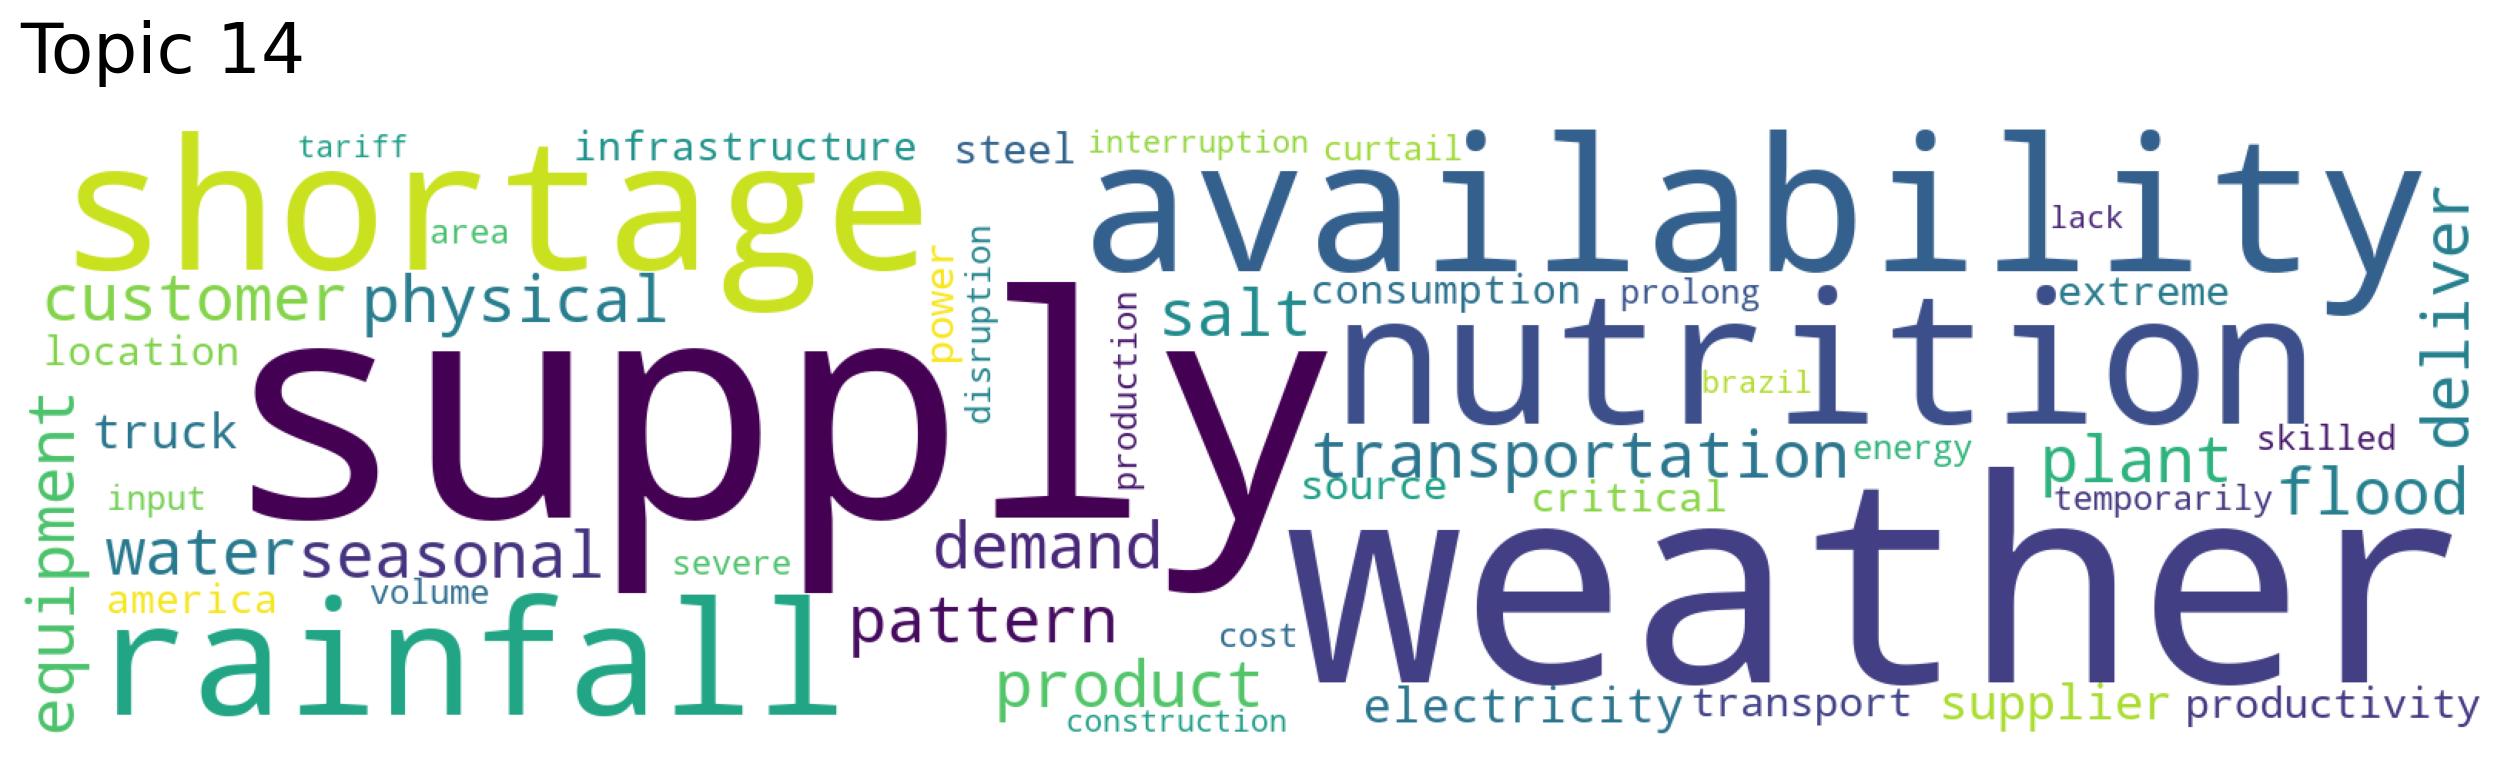 Topic 14
tariff
infrastructure
steel
interruption
curtail
shortage
availability
area
lack
deliver
customer
physical
power
disruption
production
salt
consumption
prolong
extreme
location
supply
nutrition
brazil
equipment
truck
transportation
energy
plant
skilled
input
source
critical
temporarily
flood
water
seasonal
severe
demand
weather
america
volume
rainfall
pattern
cost
product
construction
electricity
transport
supplier
productivity